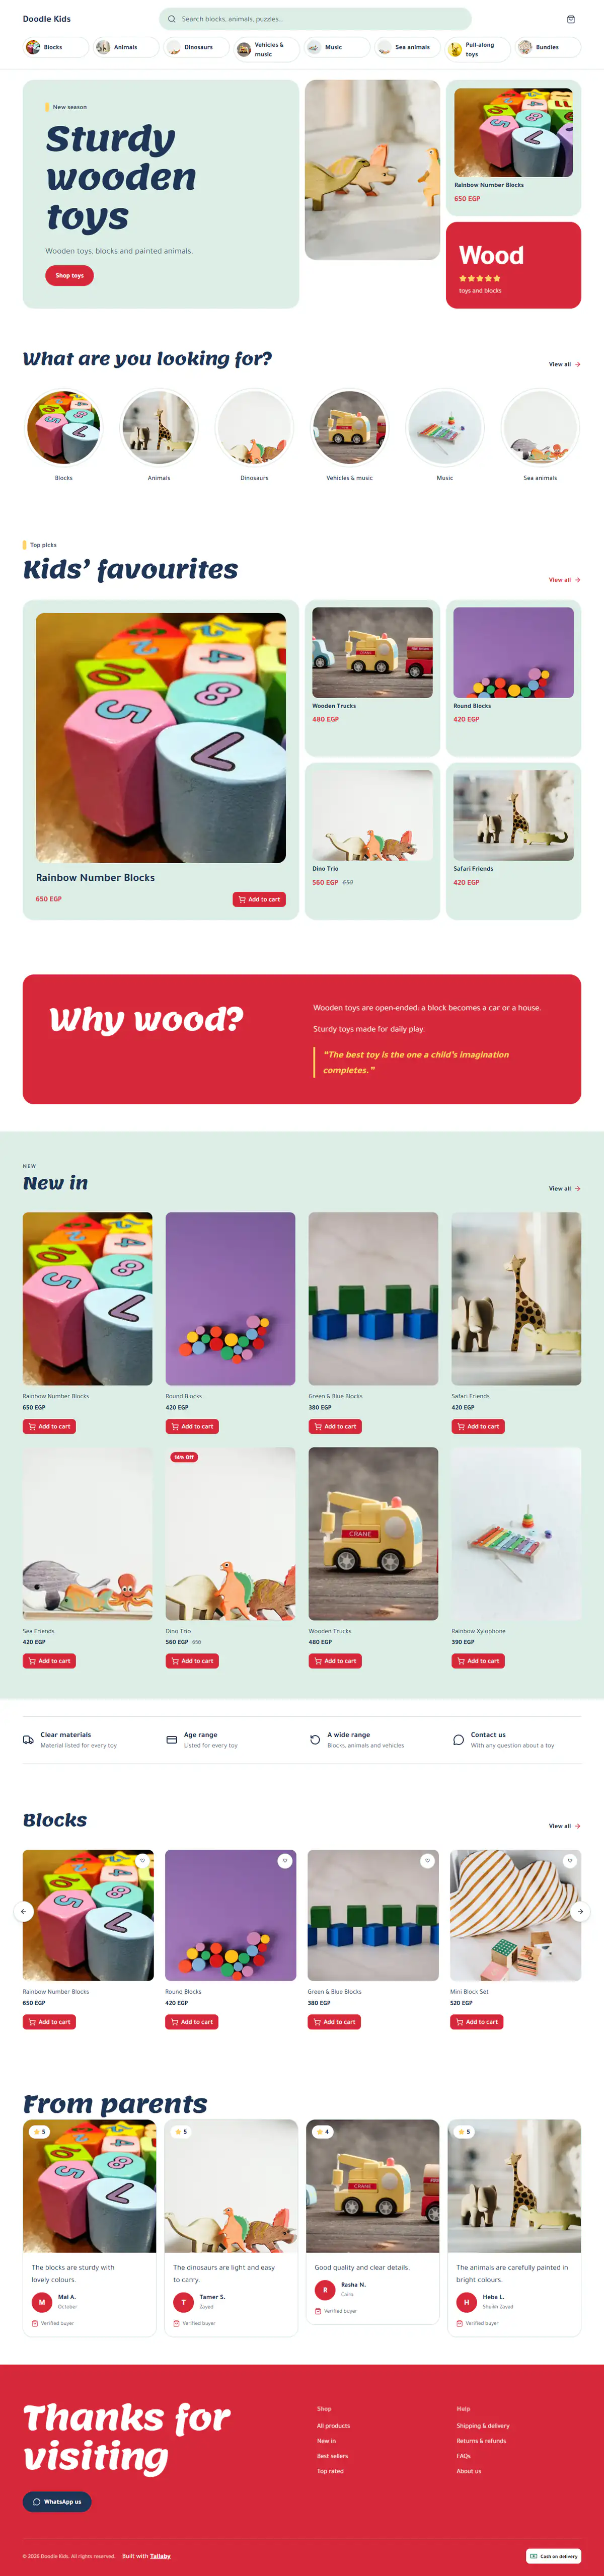 Doodle Kids
Search blocks, animals, puzzles...
Blocks
Animals
Dinosaurs
Vehicles &
music
Music
Sea animals
Pull-along
toys
Bundles
New season
Sturdy
wooden
toys
Wooden toys, blocks and painted animals.
Shop toys
Rainbow Number Blocks
650 EGP
Wood
toys and blocks
What are you looking for?
View all
Blocks
Animals
Dinosaurs
Vehicles & music
Music
Sea animals
Top picks
Kids’ favourites
View all
Rainbow Number Blocks
650 EGP
Add to cart
Wooden Trucks
480 EGP
Round Blocks
420 EGP
Dino Trio
560 EGP 650
Safari Friends
420 EGP
Why wood?
Wooden toys are open-ended: a block becomes a car or a house.
Sturdy toys made for daily play.
"The best toy is the one a child's imagination
completes."
NEW
New in
View all
Rainbow Number Blocks
650 EGP
Add to cart
Round Blocks
420 EGP
Add to cart
Green & Blue Blocks
380 EGP
Add to cart
Safari Friends
420 EGP
Add to cart
Sea Friends
420 EGP
Add to cart
14% Off
Dino Trio
560 EGP 650
Add to cart
CRANE
Wooden Trucks
480 EGP
Add to cart
Rainbow Xylophone
390 EGP
Add to cart
Clear materials
Material listed for every toy
Age range
Listed for every toy
A wide range
Blocks, animals and vehicles
Contact us
With any question about a toy
Blocks
View all
Rainbow Number Blocks
650 EGP
Add to cart
Round Blocks
420 EGP
Add to cart
Green & Blue Blocks
380 EGP
Add to cart
Mini Block Set
520 EGP
Add to cart
From parents
5
The blocks are sturdy with
lovely colours.
M
Mai A.
October
Verified buyer
5
The dinosaurs are light and easy
to carry.
T
Tamer S.
Zayed
Verified buyer
4
CRANE
Good quality and clear details.
R
Rasha N.
Cairo
Verified buyer
5
The animals are carefully painted in
bright colours.
H
Heba L.
Sheikh Zayed
Verified buyer
Thanks for
visiting
WhatsApp us
Shop
All products
New in
Best sellers
Top rated
Help
Shipping & delivery
Returns & refunds
FAQs
About us
© 2026 Doodle Kids. All rights reserved.
Built with Tailaby
Cash on delivery